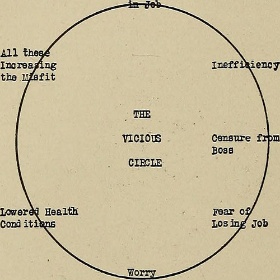 in Job
All these
Increasing
the Misfit
Inefficiency
THE
VICIOUS
CIRCLE
Censure from
Boss
Lowered Health
Conditions
Fear of
Losing Job
Worry